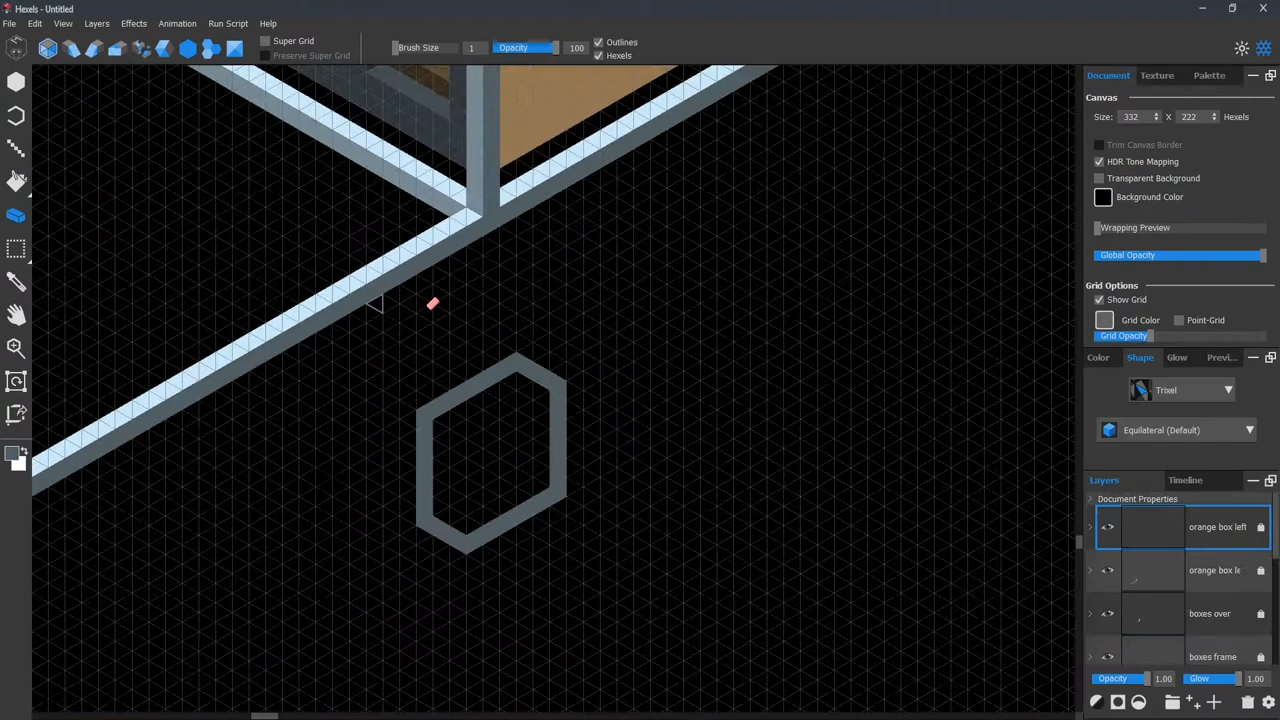 Hexels - Untitled
File Edit View Layers Effects Animation Run Script Help
Super Grid
Preserve Super Grid
Brush Size 1 Opacity 100
Outlines
Hexels
Document Texture Palette
Canvas
Size: 332 X 222 Hexels
Trim Canvas Border
HDR Tone Mapping
Transparent Background
Background Color
Wrapping Preview
Global Opacity
Grid Options
Show Grid
Grid Color Point-Grid
Grid Opacity
Color Shape Glow Previ...
Trixel
Equilateral (Default)
Layers Timeline
Document Properties
orange box left
orange box le
boxes over
boxes frame
Opacity 1.00 Glow 1.00